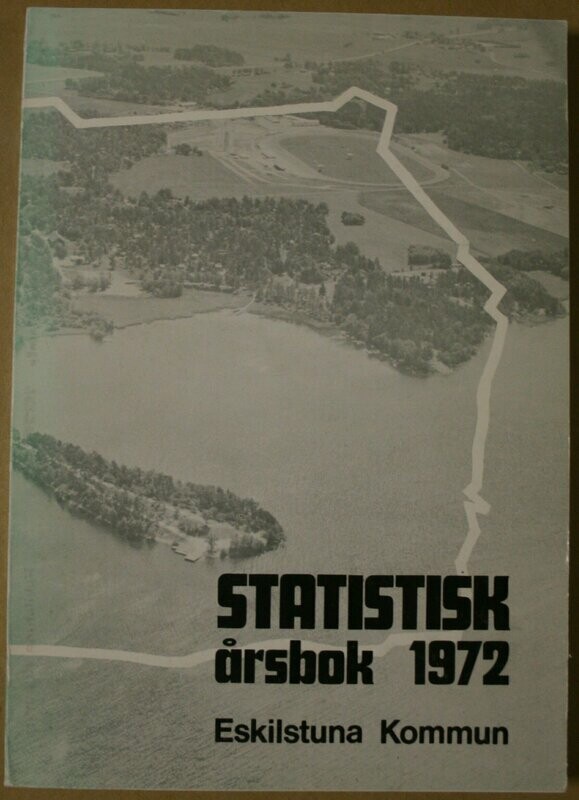 STATISTISK
årsbok 1972
Eskilstuna Kommun